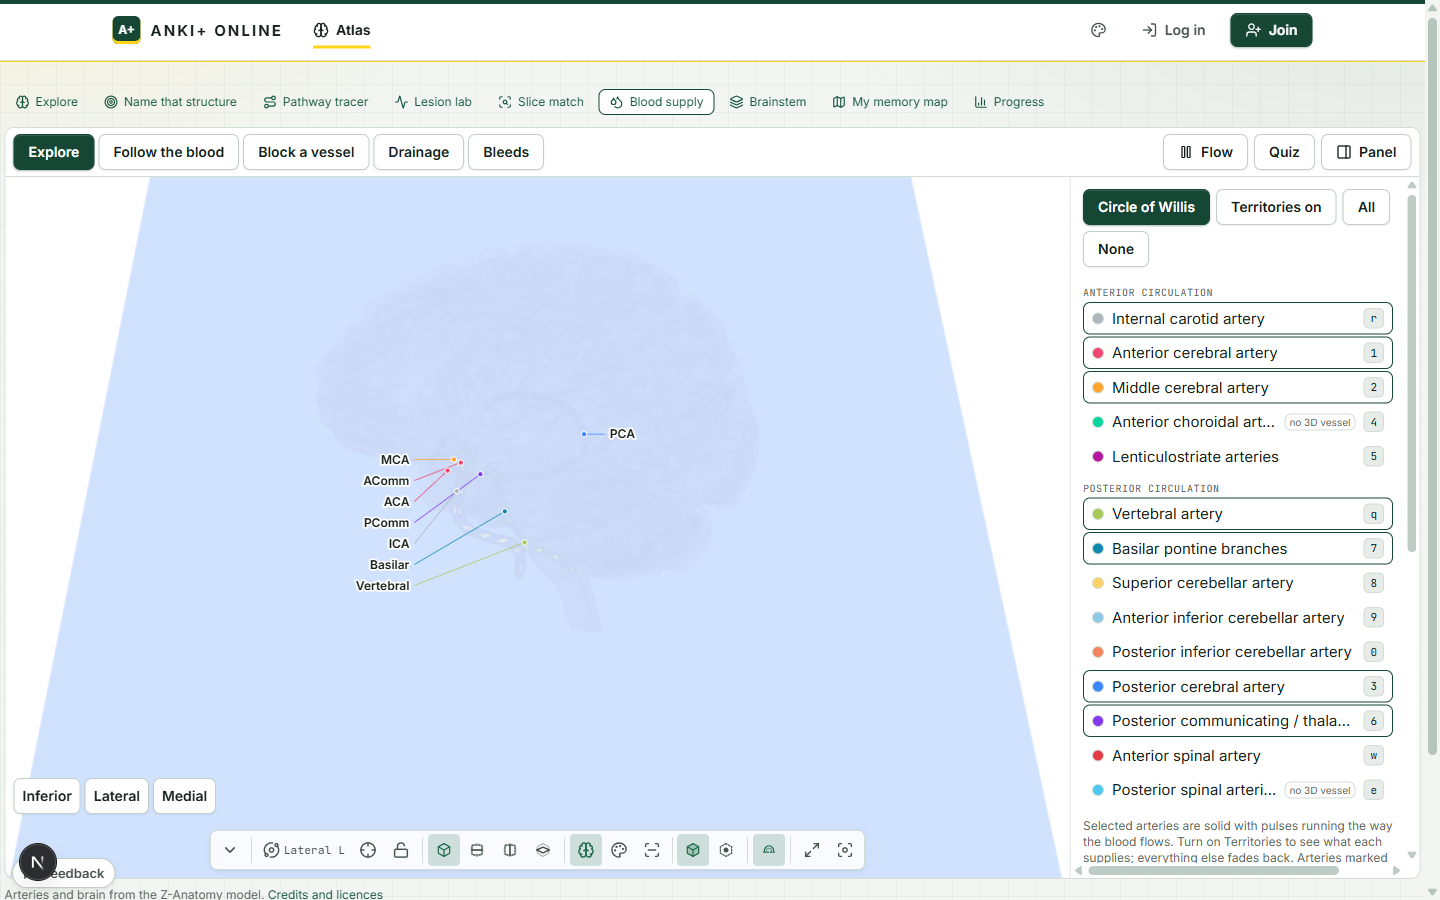 A+ ANKI+ ONLINE Atlas Log in Join
Explore Name that structure Pathway tracer Lesion lab Slice match Blood supply Brainstem My memory map Progress
Explore Follow the blood Block a vessel Drainage Bleeds Flow Quiz Panel
Circle of Willis Territories on All
None
ANTERIOR CIRCULATION
Internal carotid artery r
Anterior cerebral artery 1
Middle cerebral artery 2
Anterior choroidal art... no 3D vessel 4
Lenticulostriate arteries 5
POSTERIOR CIRCULATION
Vertebral artery q
Basilar pontine branches 7
Superior cerebellar artery 8
Anterior inferior cerebellar artery 9
Posterior inferior cerebellar artery 0
Posterior cerebral artery 3
Posterior communicating / thala... 6
Anterior spinal artery w
Posterior spinal arteri... no 3D vessel e
Selected arteries are solid with pulses running the way
the blood flows. Turn on Territories to see what each
supplies; everything else fades back. Arteries marked
PCA
MCA
AComm
ACA
PComm
ICA
Basilar
Vertebral
Inferior Lateral Medial
Lateral L
N eedback
Arteries and brain from the Z-Anatomy model. Credits and licences